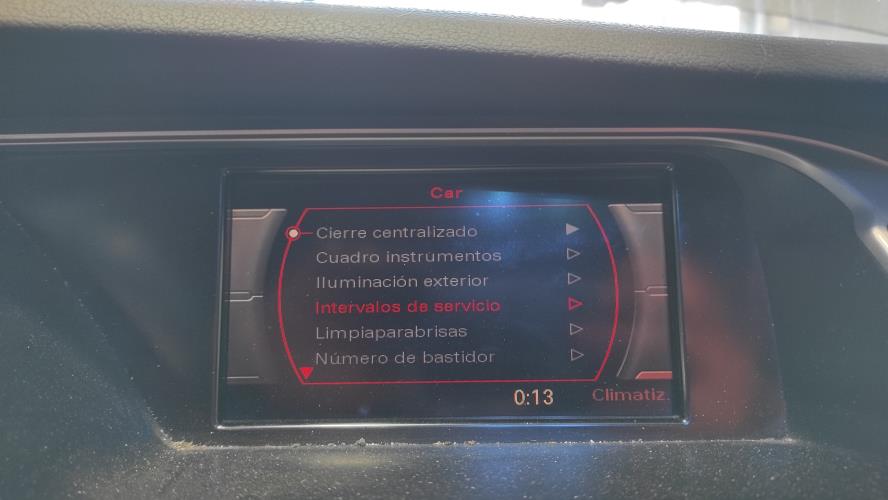 Car
Cierre centralizado
Cuadro instrumentos
Iluminación exterior
Intervalos de servicio
Limpiaparabrisas
Número de bastidor
0:13 Climatiz.